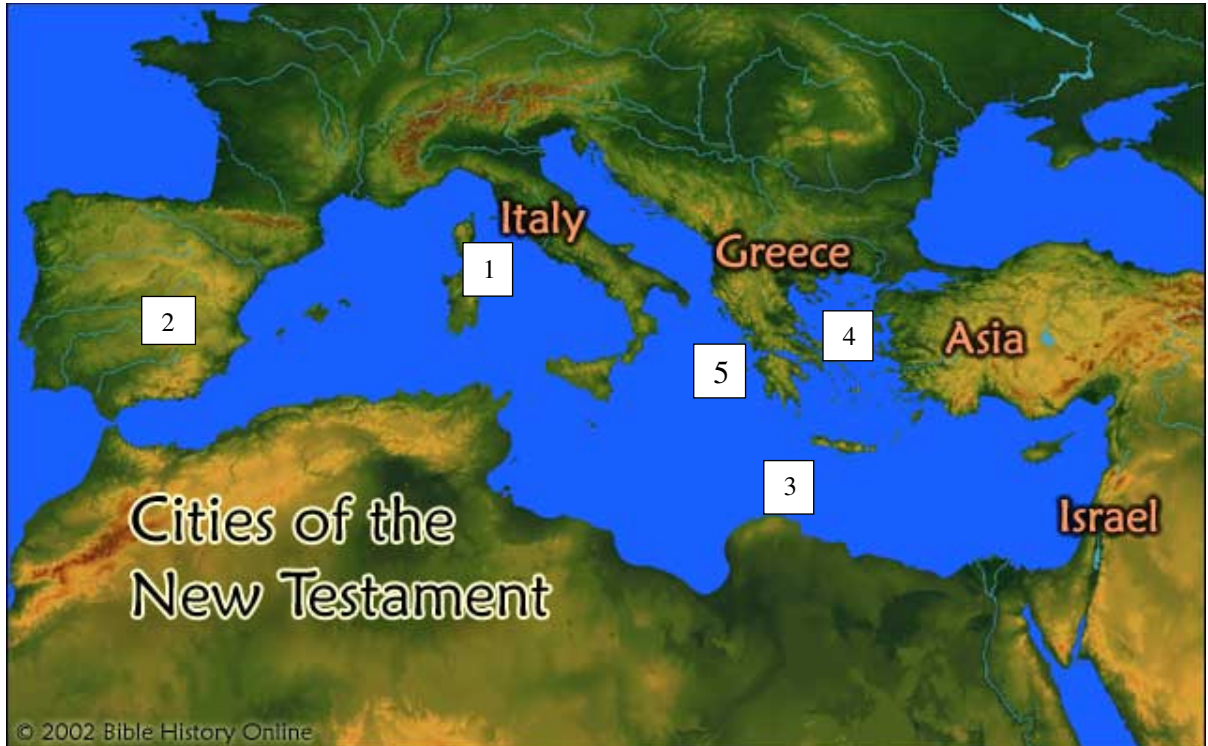 Italy
Greece
1
2
4
Asia
5
3
Israel
Cities of the
New Testament
© 2002 Bible History Online